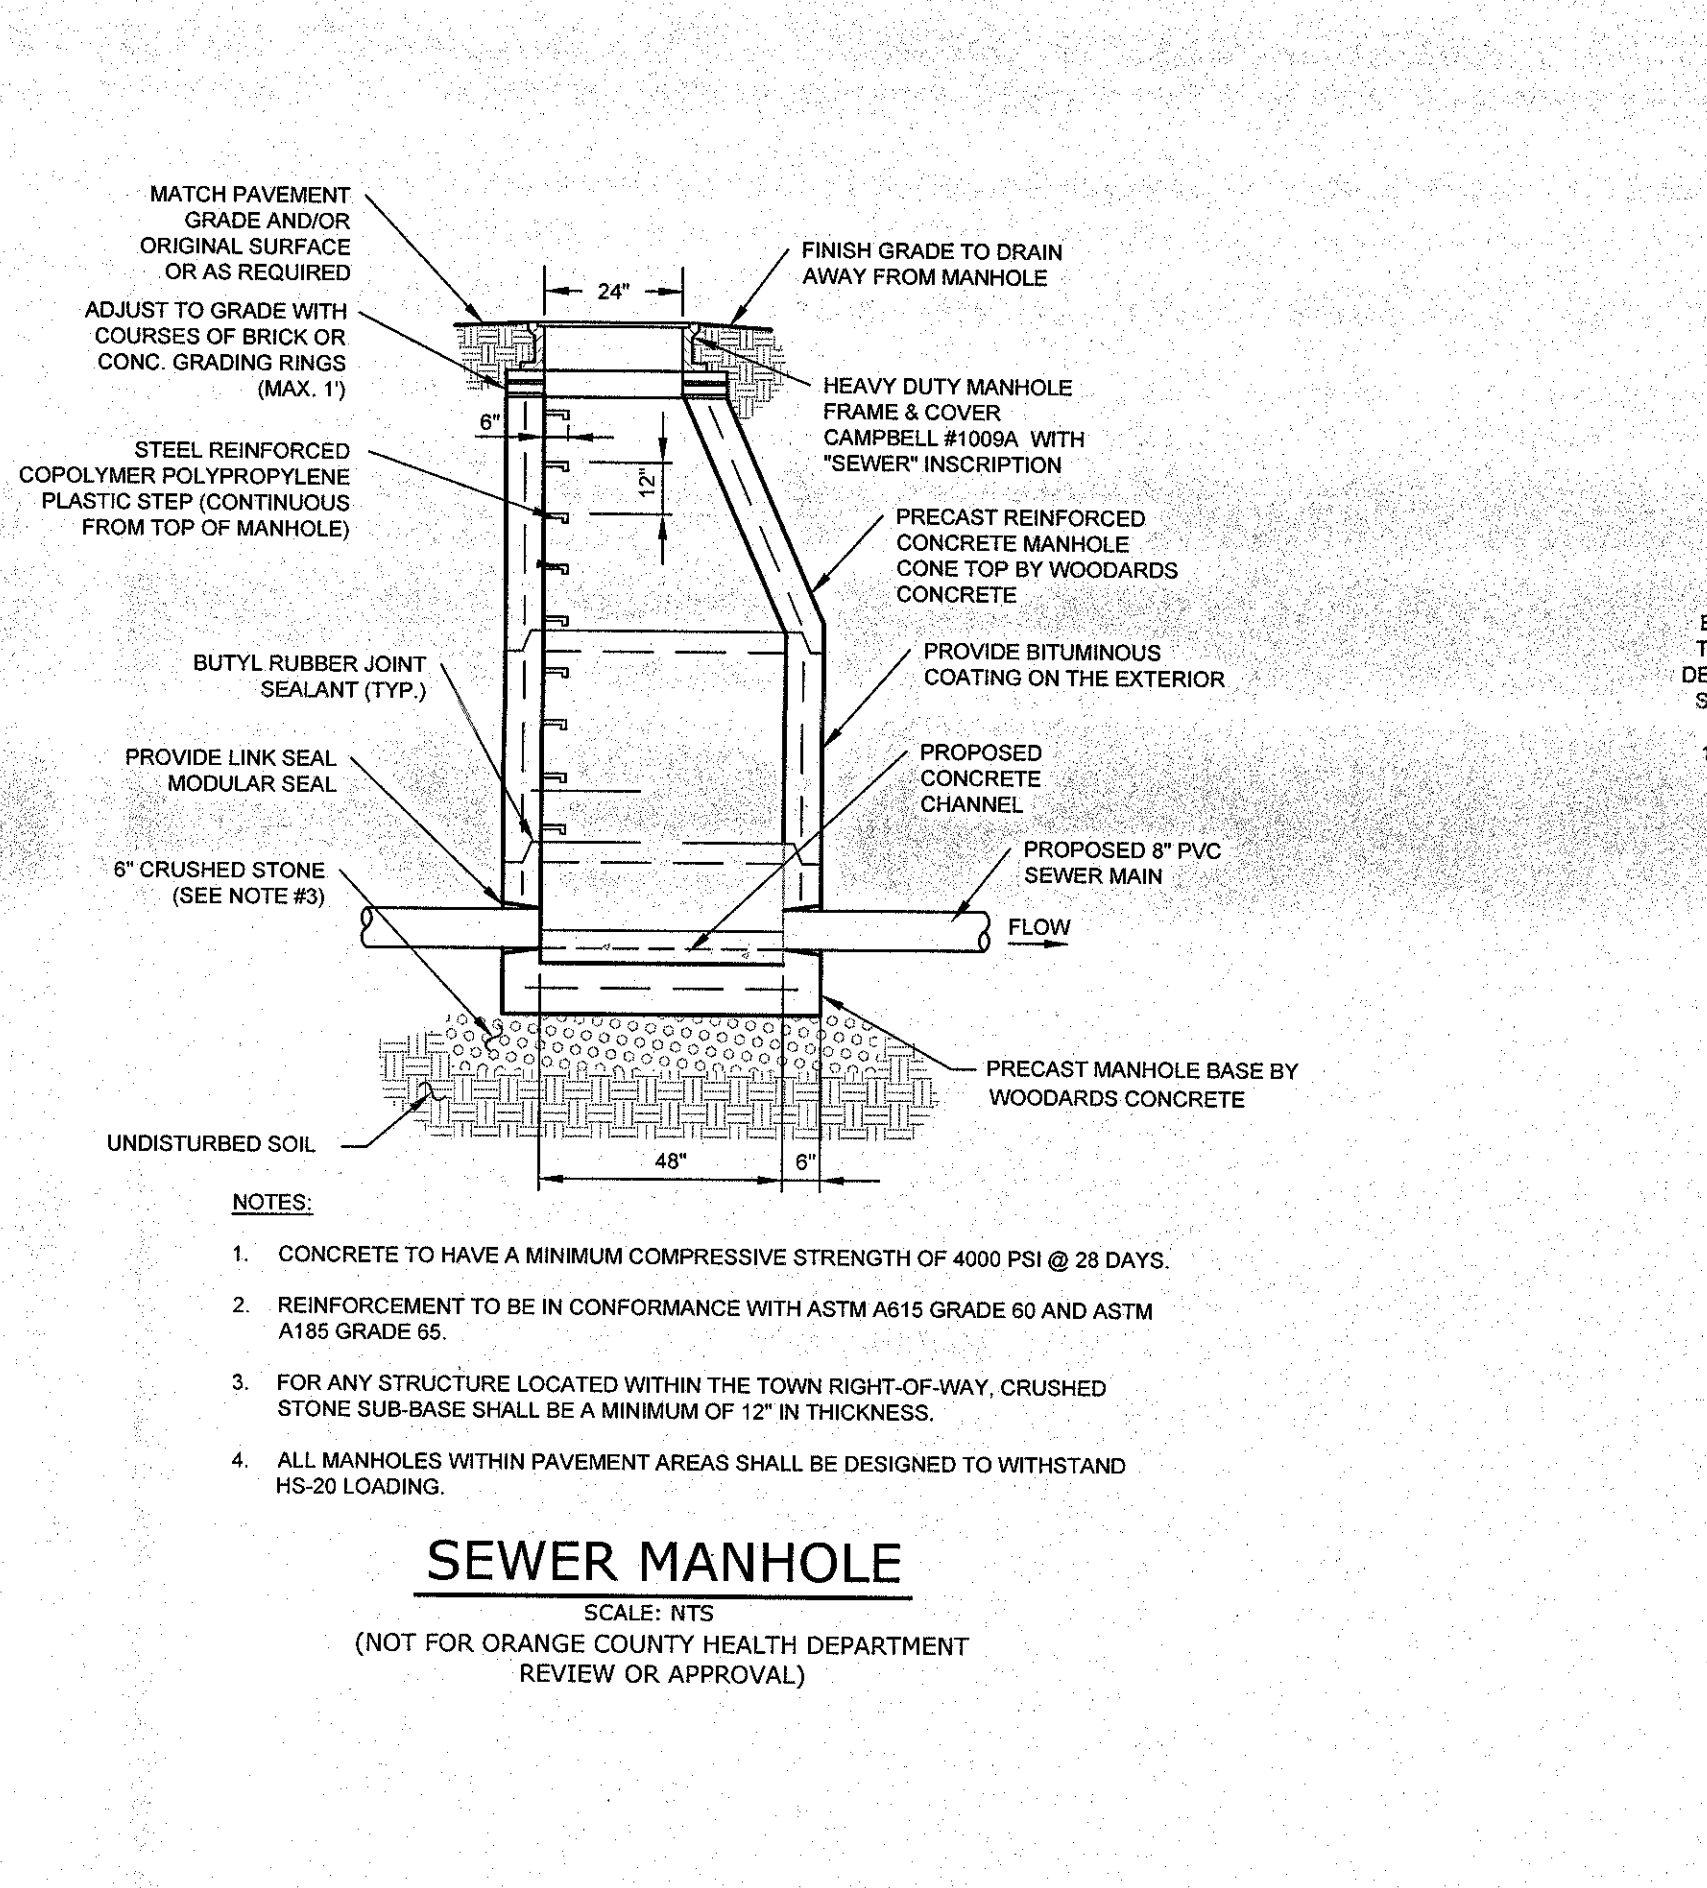 MATCH PAVEMENT
GRADE AND/OR
ORIGINAL SURFACE
OR AS REQUIRED
ADJUST TO GRADE WITH
COURSES OF BRICK OR
CONC. GRADING RINGS
(MAX. 1')
STEEL REINFORCED
COPOLYMER POLYPROPYLENE
PLASTIC STEP (CONTINUOUS
FROM TOP OF MANHOLE)
BUTYL RUBBER JOINT
SEALANT (TYP.)
PROVIDE LINK SEAL
MODULAR SEAL
6" CRUSHED STONE
(SEE NOTE #3)
UNDISTURBED SOIL
24"
6"
12"
48"
6"
FINISH GRADE TO DRAIN
AWAY FROM MANHOLE
HEAVY DUTY MANHOLE
FRAME & COVER
CAMPBELL #1009A WITH
"SEWER" INSCRIPTION
PRECAST REINFORCED
CONCRETE MANHOLE
CONE TOP BY WOODARDS
CONCRETE
PROVIDE BITUMINOUS
COATING ON THE EXTERIOR
PROPOSED
CONCRETE
CHANNEL
PROPOSED 8" PVC
SEWER MAIN
FLOW
PRECAST MANHOLE BASE BY
WOODARDS CONCRETE
NOTES:
1. CONCRETE TO HAVE A MINIMUM COMPRESSIVE STRENGTH OF 4000 PSI @ 28 DAYS.
2. REINFORCEMENT TO BE IN CONFORMANCE WITH ASTM A615 GRADE 60 AND ASTM
A185 GRADE 65.
3. FOR ANY STRUCTURE LOCATED WITHIN THE TOWN RIGHT-OF-WAY, CRUSHED
STONE SUB-BASE SHALL BE A MINIMUM OF 12" IN THICKNESS.
4. ALL MANHOLES WITHIN PAVEMENT AREAS SHALL BE DESIGNED TO WITHSTAND
HS-20 LOADING.
SEWER MANHOLE
SCALE: NTS
(NOT FOR ORANGE COUNTY HEALTH DEPARTMENT
REVIEW OR APPROVAL)